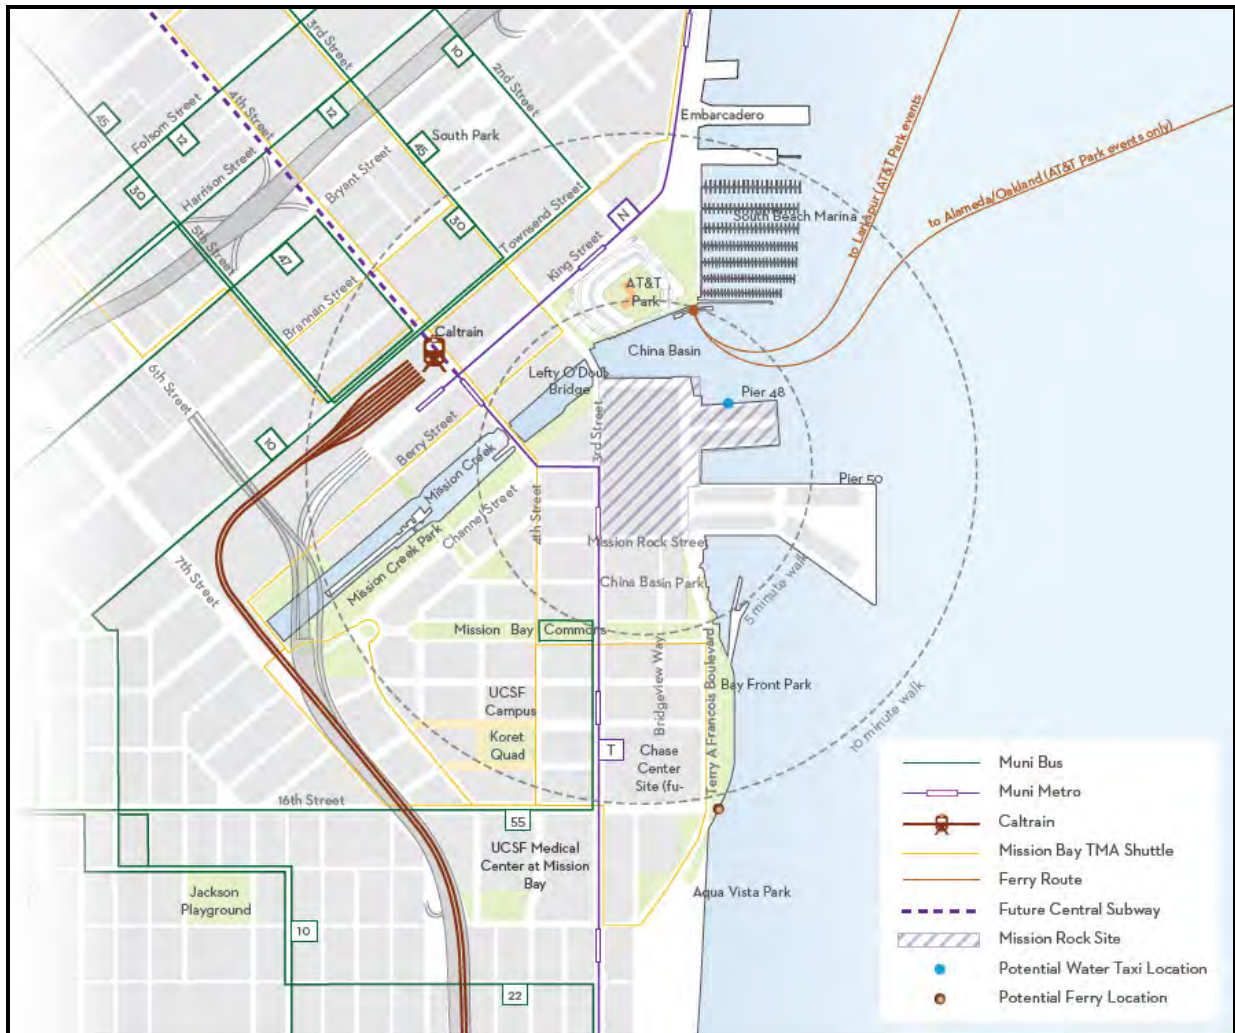 3rd Street
10
2nd Street
45
Folsom Street
12
4th Street
12
South Park
45
Embarcadero
to Larkspur (AT&T Park events
to Alameda/Oakland (AT&T Park events only)
Harrison Street
Bryant Street
30
30
Townsend Street
N
South Beach Marina
5th Street
47
King Street
AT&T
Park
Brannan Street
Caltrain
China Basin
Lefty O'Doul
Bridge
Pier 48
6th Street
3rd Street
10
Berry Street
Mission Creek
Pier 50
Channel Street
4th Street
Mission Rock Street
7th Street
Mission Creek Park
China Basin Park
5 minute walk
Mission Bay Commons
Bridgeview Way
Terry A Francois Boulevard
Bay Front Park
UCSF
Campus
10 minute walk
Koret
Quad
T
Chase
Center
Site (fu-
16th Street
55
UCSF Medical
Center at Mission
Bay
Jackson
Playground
Aqua Vista Park
10
22
Muni Bus
Muni Metro
Caltrain
Mission Bay TMA Shuttle
Ferry Route
Future Central Subway
Mission Rock Site
Potential Water Taxi Location
Potential Ferry Location